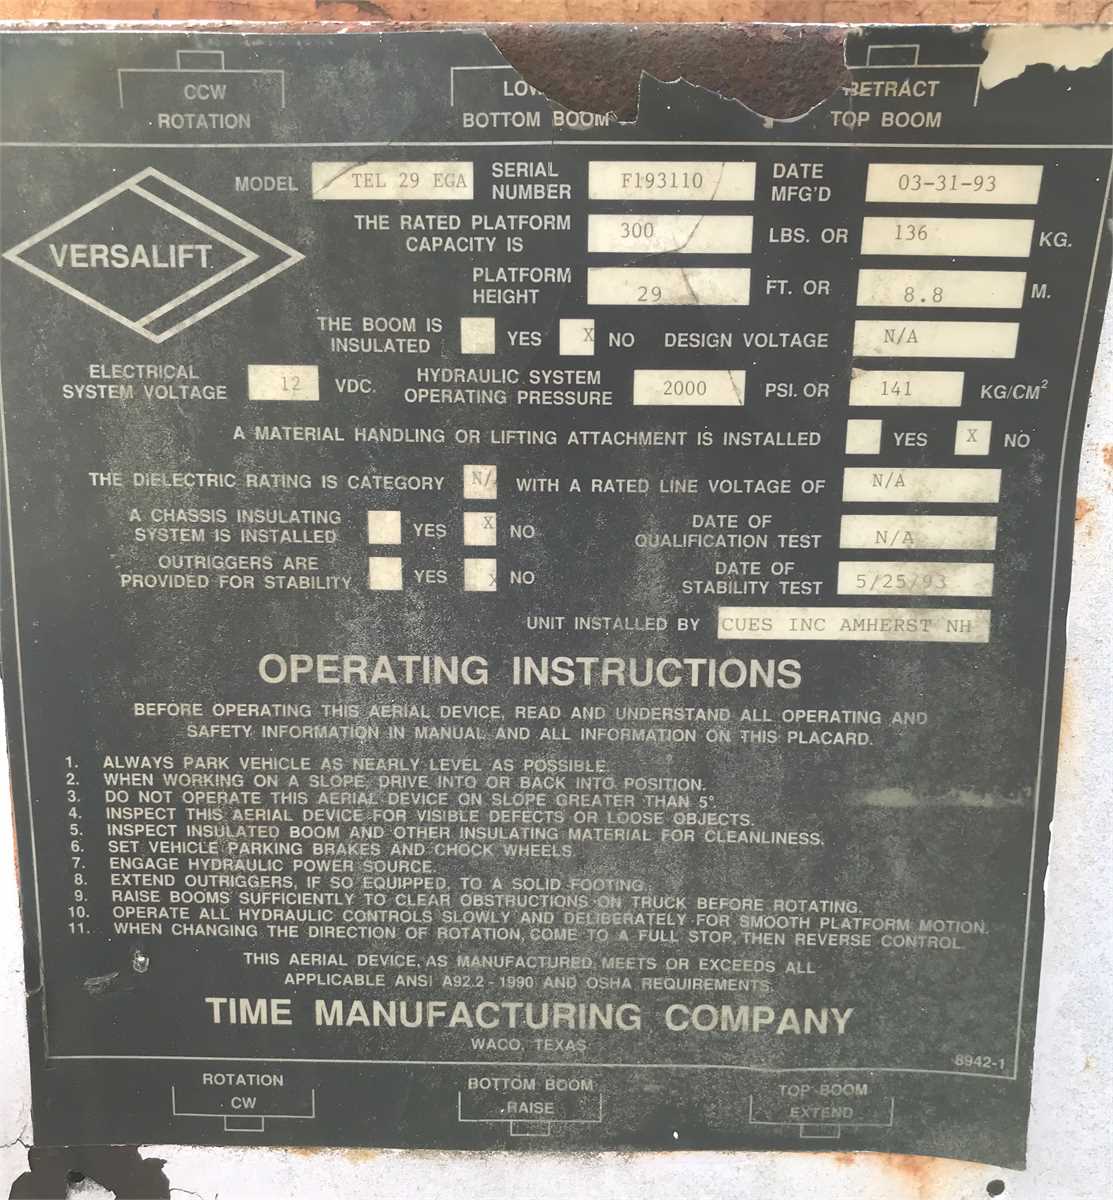 CCW
ROTATION
BOTTOM BOOM
RETRACT
TOP BOOM
VERSALIFT
MODEL TEL 29 EGA SERIAL NUMBER F193110 DATE MFG'D 03-31-93
THE RATED PLATFORM CAPACITY IS 300 LBS. OR 136 KG.
PLATFORM HEIGHT 29 FT. OR 8.8 M.
THE BOOM IS INSULATED YES X NO DESIGN VOLTAGE N/A
ELECTRICAL SYSTEM VOLTAGE 12 VDC. HYDRAULIC SYSTEM OPERATING PRESSURE 2000 PSI. OR 141 KG/CM²
A MATERIAL HANDLING OR LIFTING ATTACHMENT IS INSTALLED YES X NO
THE DIELECTRIC RATING IS CATEGORY N/ WITH A RATED LINE VOLTAGE OF N/A
A CHASSIS INSULATING SYSTEM IS INSTALLED YES X NO DATE OF QUALIFICATION TEST N/A
OUTRIGGERS ARE PROVIDED FOR STABILITY YES X NO DATE OF STABILITY TEST 5/25/93
UNIT INSTALLED BY CUES INC AMHERST NH
OPERATING INSTRUCTIONS
BEFORE OPERATING THIS AERIAL DEVICE, READ AND UNDERSTAND ALL OPERATING AND
SAFETY INFORMATION IN MANUAL AND ALL INFORMATION ON THIS PLACARD.
1. ALWAYS PARK VEHICLE AS NEARLY LEVEL AS POSSIBLE.
2. WHEN WORKING ON A SLOPE, DRIVE INTO OR BACK INTO POSITION.
3. DO NOT OPERATE THIS AERIAL DEVICE ON SLOPE GREATER THAN 5°.
4. INSPECT THIS AERIAL DEVICE FOR VISIBLE DEFECTS OR LOOSE OBJECTS.
5. INSPECT INSULATED BOOM AND OTHER INSULATING MATERIAL FOR CLEANLINESS.
6. SET VEHICLE PARKING BRAKES AND CHOCK WHEELS.
7. ENGAGE HYDRAULIC POWER SOURCE.
8. EXTEND OUTRIGGERS, IF SO EQUIPPED, TO A SOLID FOOTING.
9. RAISE BOOMS SUFFICIENTLY TO CLEAR OBSTRUCTIONS ON TRUCK BEFORE ROTATING.
10. OPERATE ALL HYDRAULIC CONTROLS SLOWLY AND DELIBERATELY FOR SMOOTH PLATFORM MOTION.
11. WHEN CHANGING THE DIRECTION OF ROTATION, COME TO A FULL STOP, THEN REVERSE CONTROL.
THIS AERIAL DEVICE, AS MANUFACTURED, MEETS OR EXCEEDS ALL
APPLICABLE ANSI A92.2 - 1990 AND OSHA REQUIREMENTS.
TIME MANUFACTURING COMPANY
WACO, TEXAS
8942-1
ROTATION
CW
BOTTOM BOOM
RAISE
TOP BOOM
EXTEND